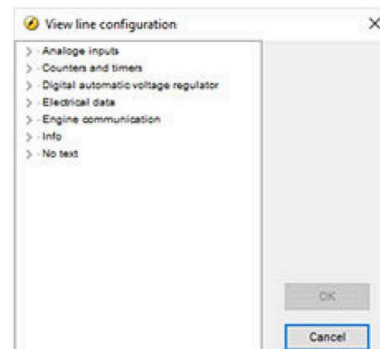 View line configuration
Analoge inputs
Counters and timers
Digital automatic voltage regulator
Electrical data
Engine communication
Info
No text
OK
Cancel